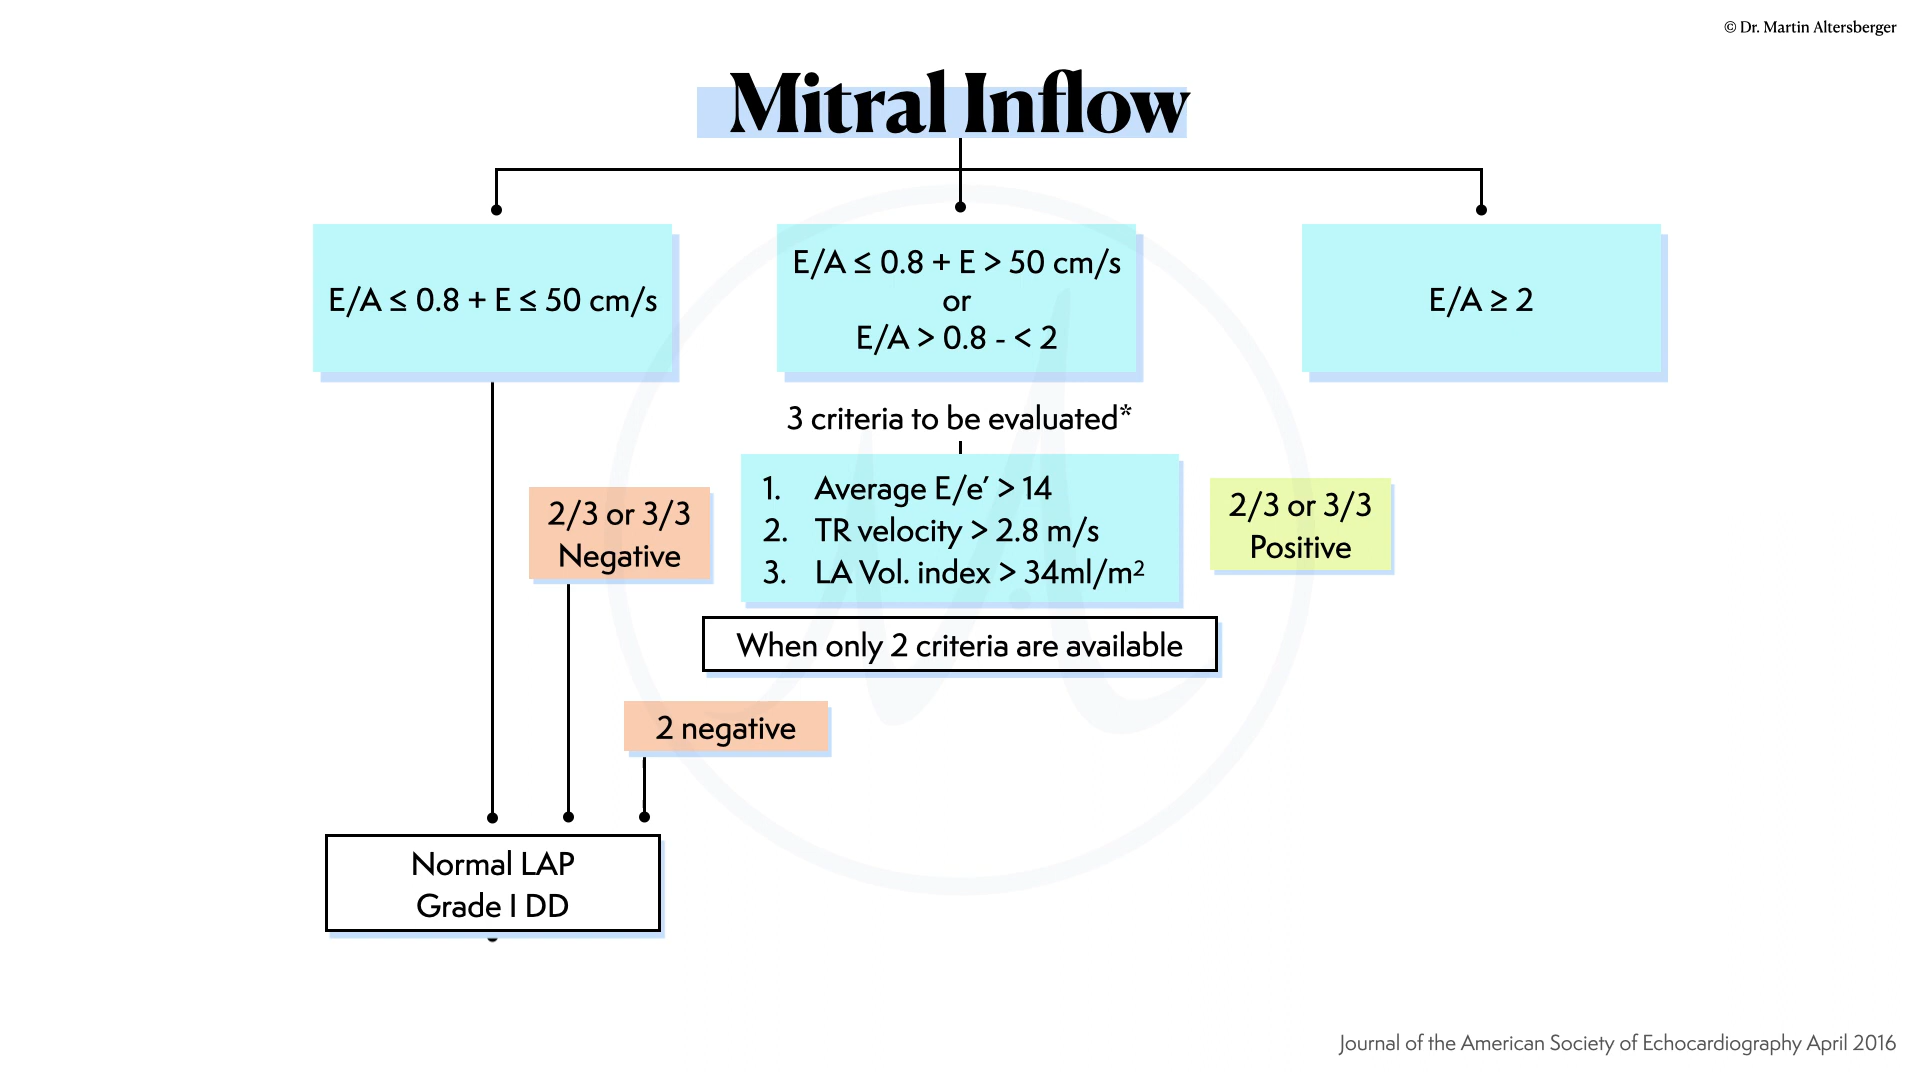 © Dr. Martin Altersberger
Mitral Inflow
E/A ≤ 0.8 + E ≤ 50 cm/s
E/A ≤ 0.8 + E > 50 cm/s
or
E/A > 0.8 - < 2
E/A ≥ 2
3 criteria to be evaluated*
2/3 or 3/3
Negative
1. Average E/e’ > 14
2. TR velocity > 2.8 m/s
3. LA Vol. index > 34ml/m²
2/3 or 3/3
Positive
When only 2 criteria are available
2 negative
Normal LAP
Grade I DD
Journal of the American Society of Echocardiography April 2016